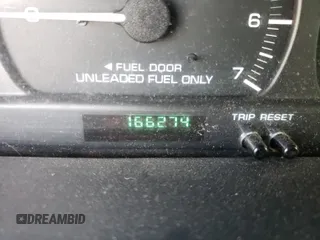 6
◄ FUEL DOOR
UNLEADED FUEL ONLY
7
166274
TRIP RESET
DREAMBID